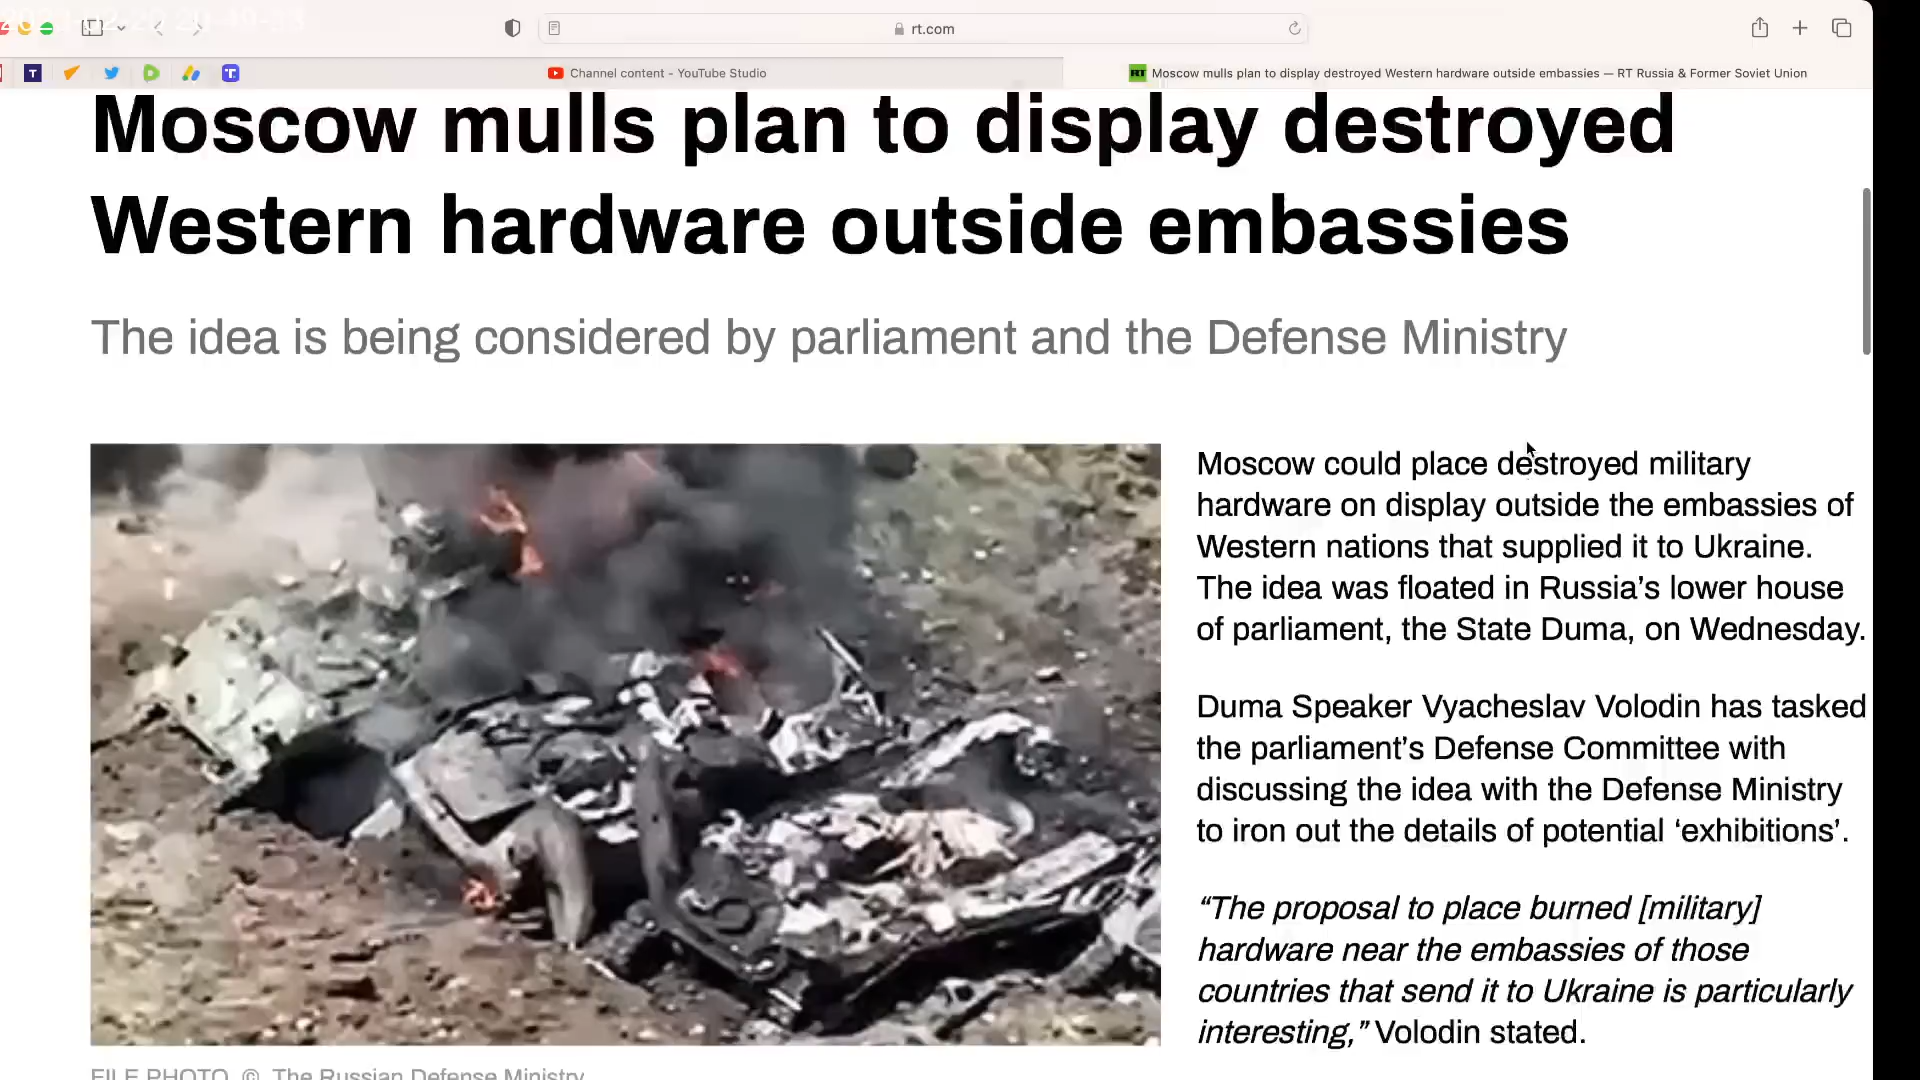 rt.com
Channel content - YouTube Studio
RT Moscow mulls plan to display destroyed Western hardware outside embassies — RT Russia & Former Soviet Union
Moscow mulls plan to display destroyed
Western hardware outside embassies
The idea is being considered by parliament and the Defense Ministry
Moscow could place destroyed military
hardware on display outside the embassies of
Western nations that supplied it to Ukraine.
The idea was floated in Russia’s lower house
of parliament, the State Duma, on Wednesday.
Duma Speaker Vyacheslav Volodin has tasked
the parliament’s Defense Committee with
discussing the idea with the Defense Ministry
to iron out the details of potential ‘exhibitions’.
“The proposal to place burned [military]
hardware near the embassies of those
countries that send it to Ukraine is particularly
interesting,” Volodin stated.
FILE PHOTO. © The Russian Defense Ministry